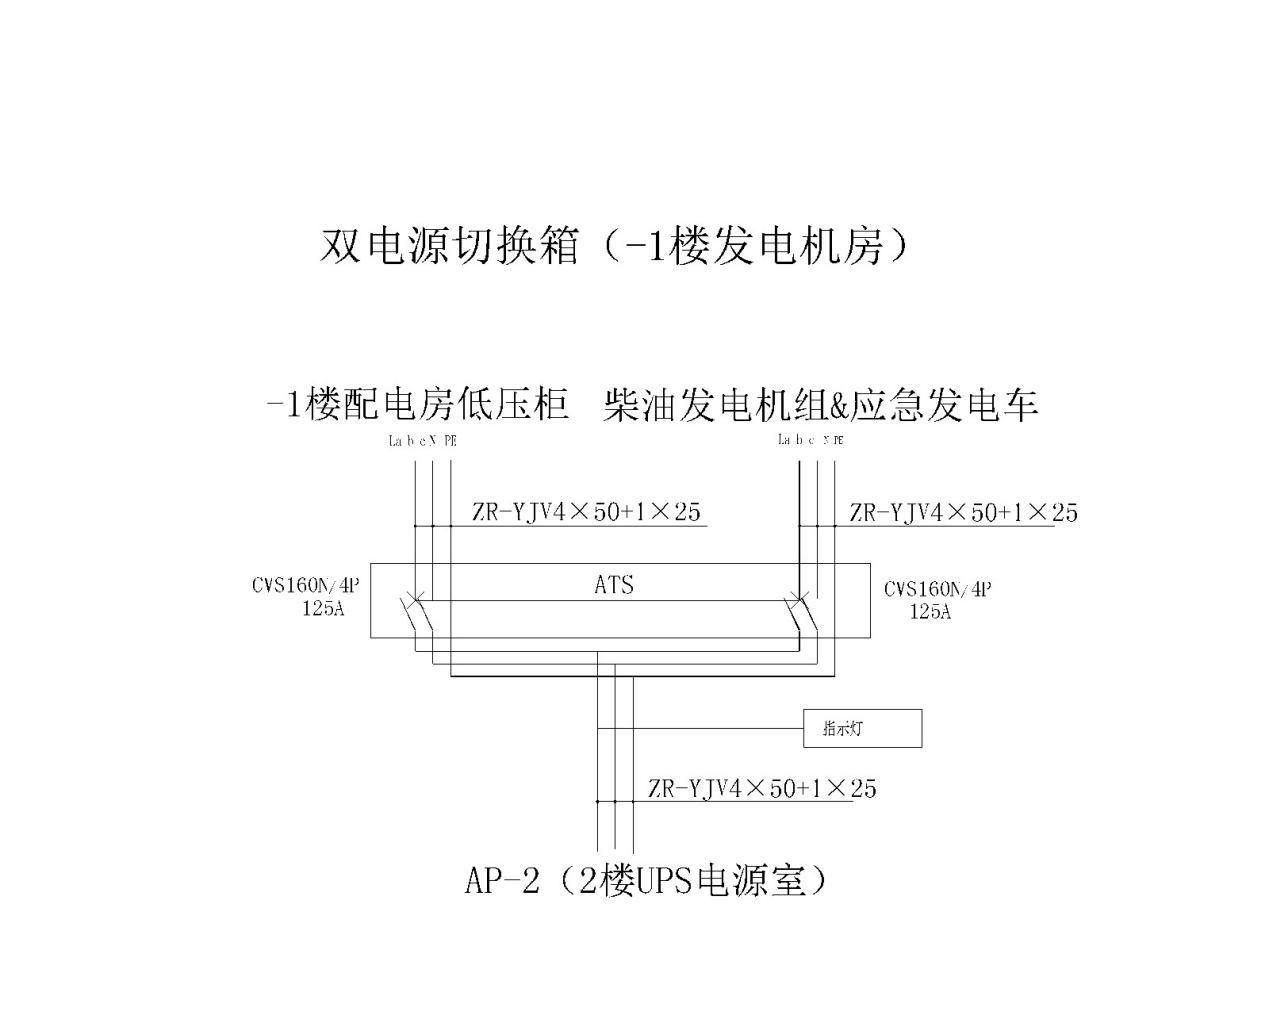 双电源切换箱（-1楼发电机房）
-1楼配电房低压柜 柴油发电机组&应急发电车
La b c N PE La b c N PE
ZR-YJV4×50+1×25 ZR-YJV4×50+1×25
CVS160N/4P ATS CVS160N/4P
125A 125A
指示灯
ZR-YJV4×50+1×25
AP-2（2楼UPS电源室）